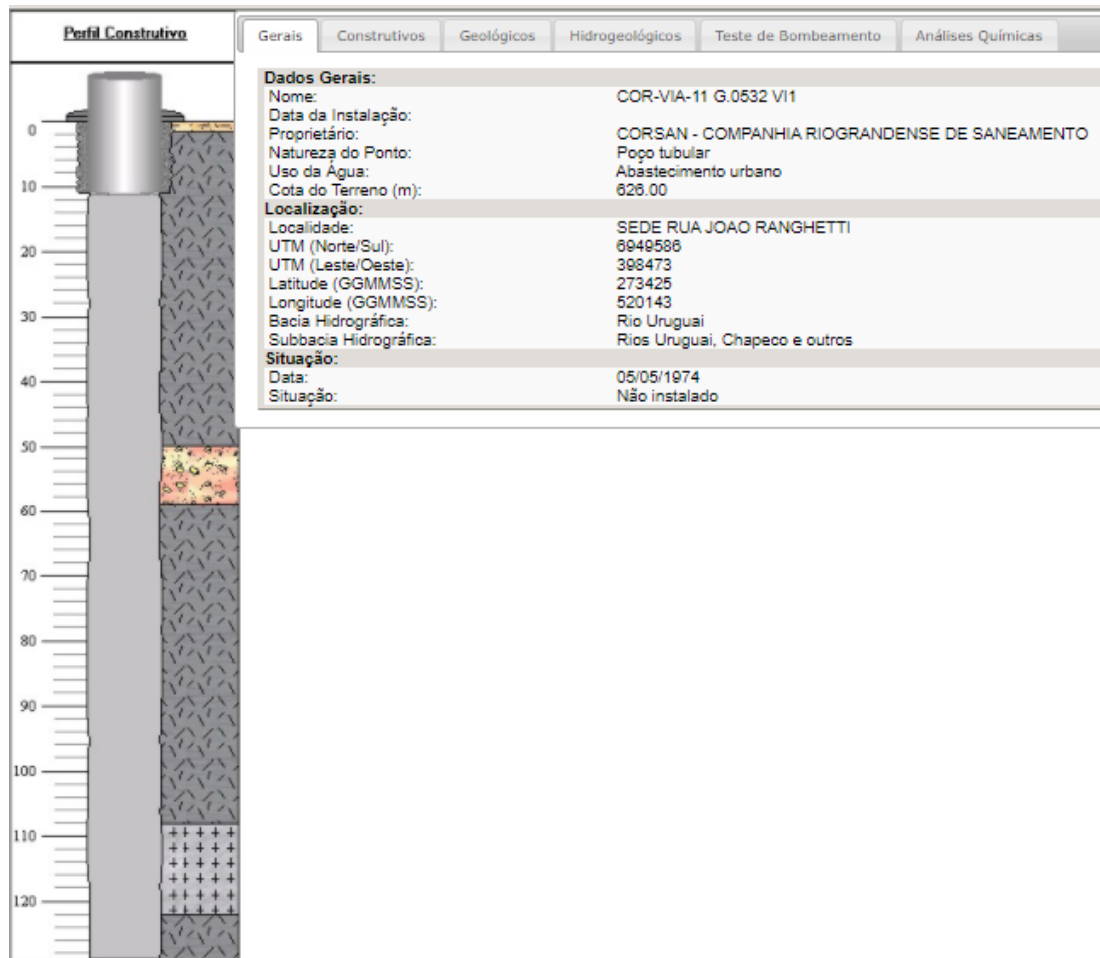 Perfil Construtivo
Gerais Construtivos Geológicos Hidrogeológicos Teste de Bombeamento Análises Químicas
Dados Gerais:
Nome: COR-VIA-11 G.0532 VI1
Data da Instalação:
Proprietário: CORSAN - COMPANHIA RIOGRANDENSE DE SANEAMENTO
Natureza do Ponto: Poço tubular
Uso da Água: Abastecimento urbano
Cota do Terreno (m): 626.00
Localização:
Localidade: SEDE RUA JOAO RANGHETTI
UTM (Norte/Sul): 6949586
UTM (Leste/Oeste): 398473
Latitude (GGMMSS): 273425
Longitude (GGMMSS): 520143
Bacia Hidrográfica: Rio Uruguai
Subbacia Hidrográfica: Rios Uruguai, Chapeco e outros
Situação:
Data: 05/05/1974
Situação: Não instalado
0
10
20
30
40
50
60
70
80
90
100
110
120